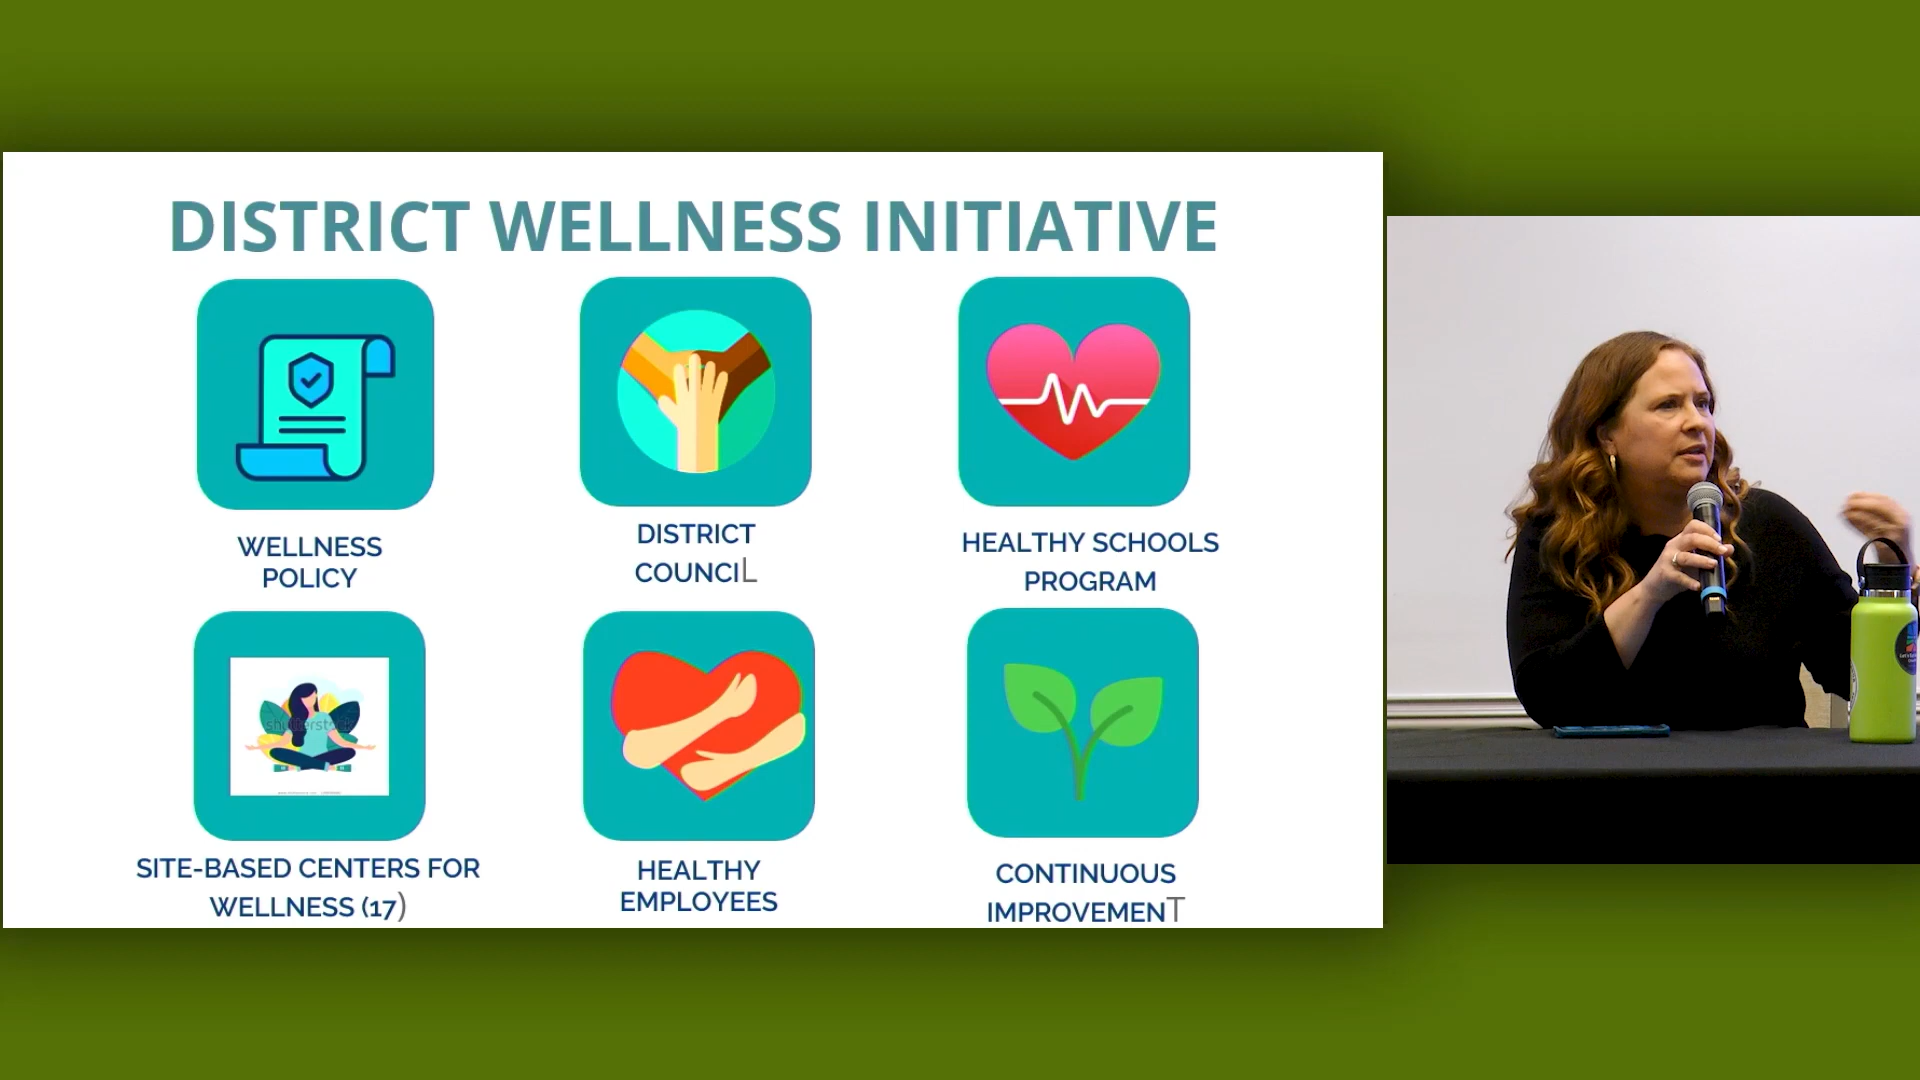 DISTRICT WELLNESS INITIATIVE
WELLNESS
POLICY
DISTRICT
COUNCIL
HEALTHY SCHOOLS
PROGRAM
shutterstock
SITE-BASED CENTERS FOR
WELLNESS (17)
HEALTHY
EMPLOYEES
CONTINUOUS
IMPROVEMENT